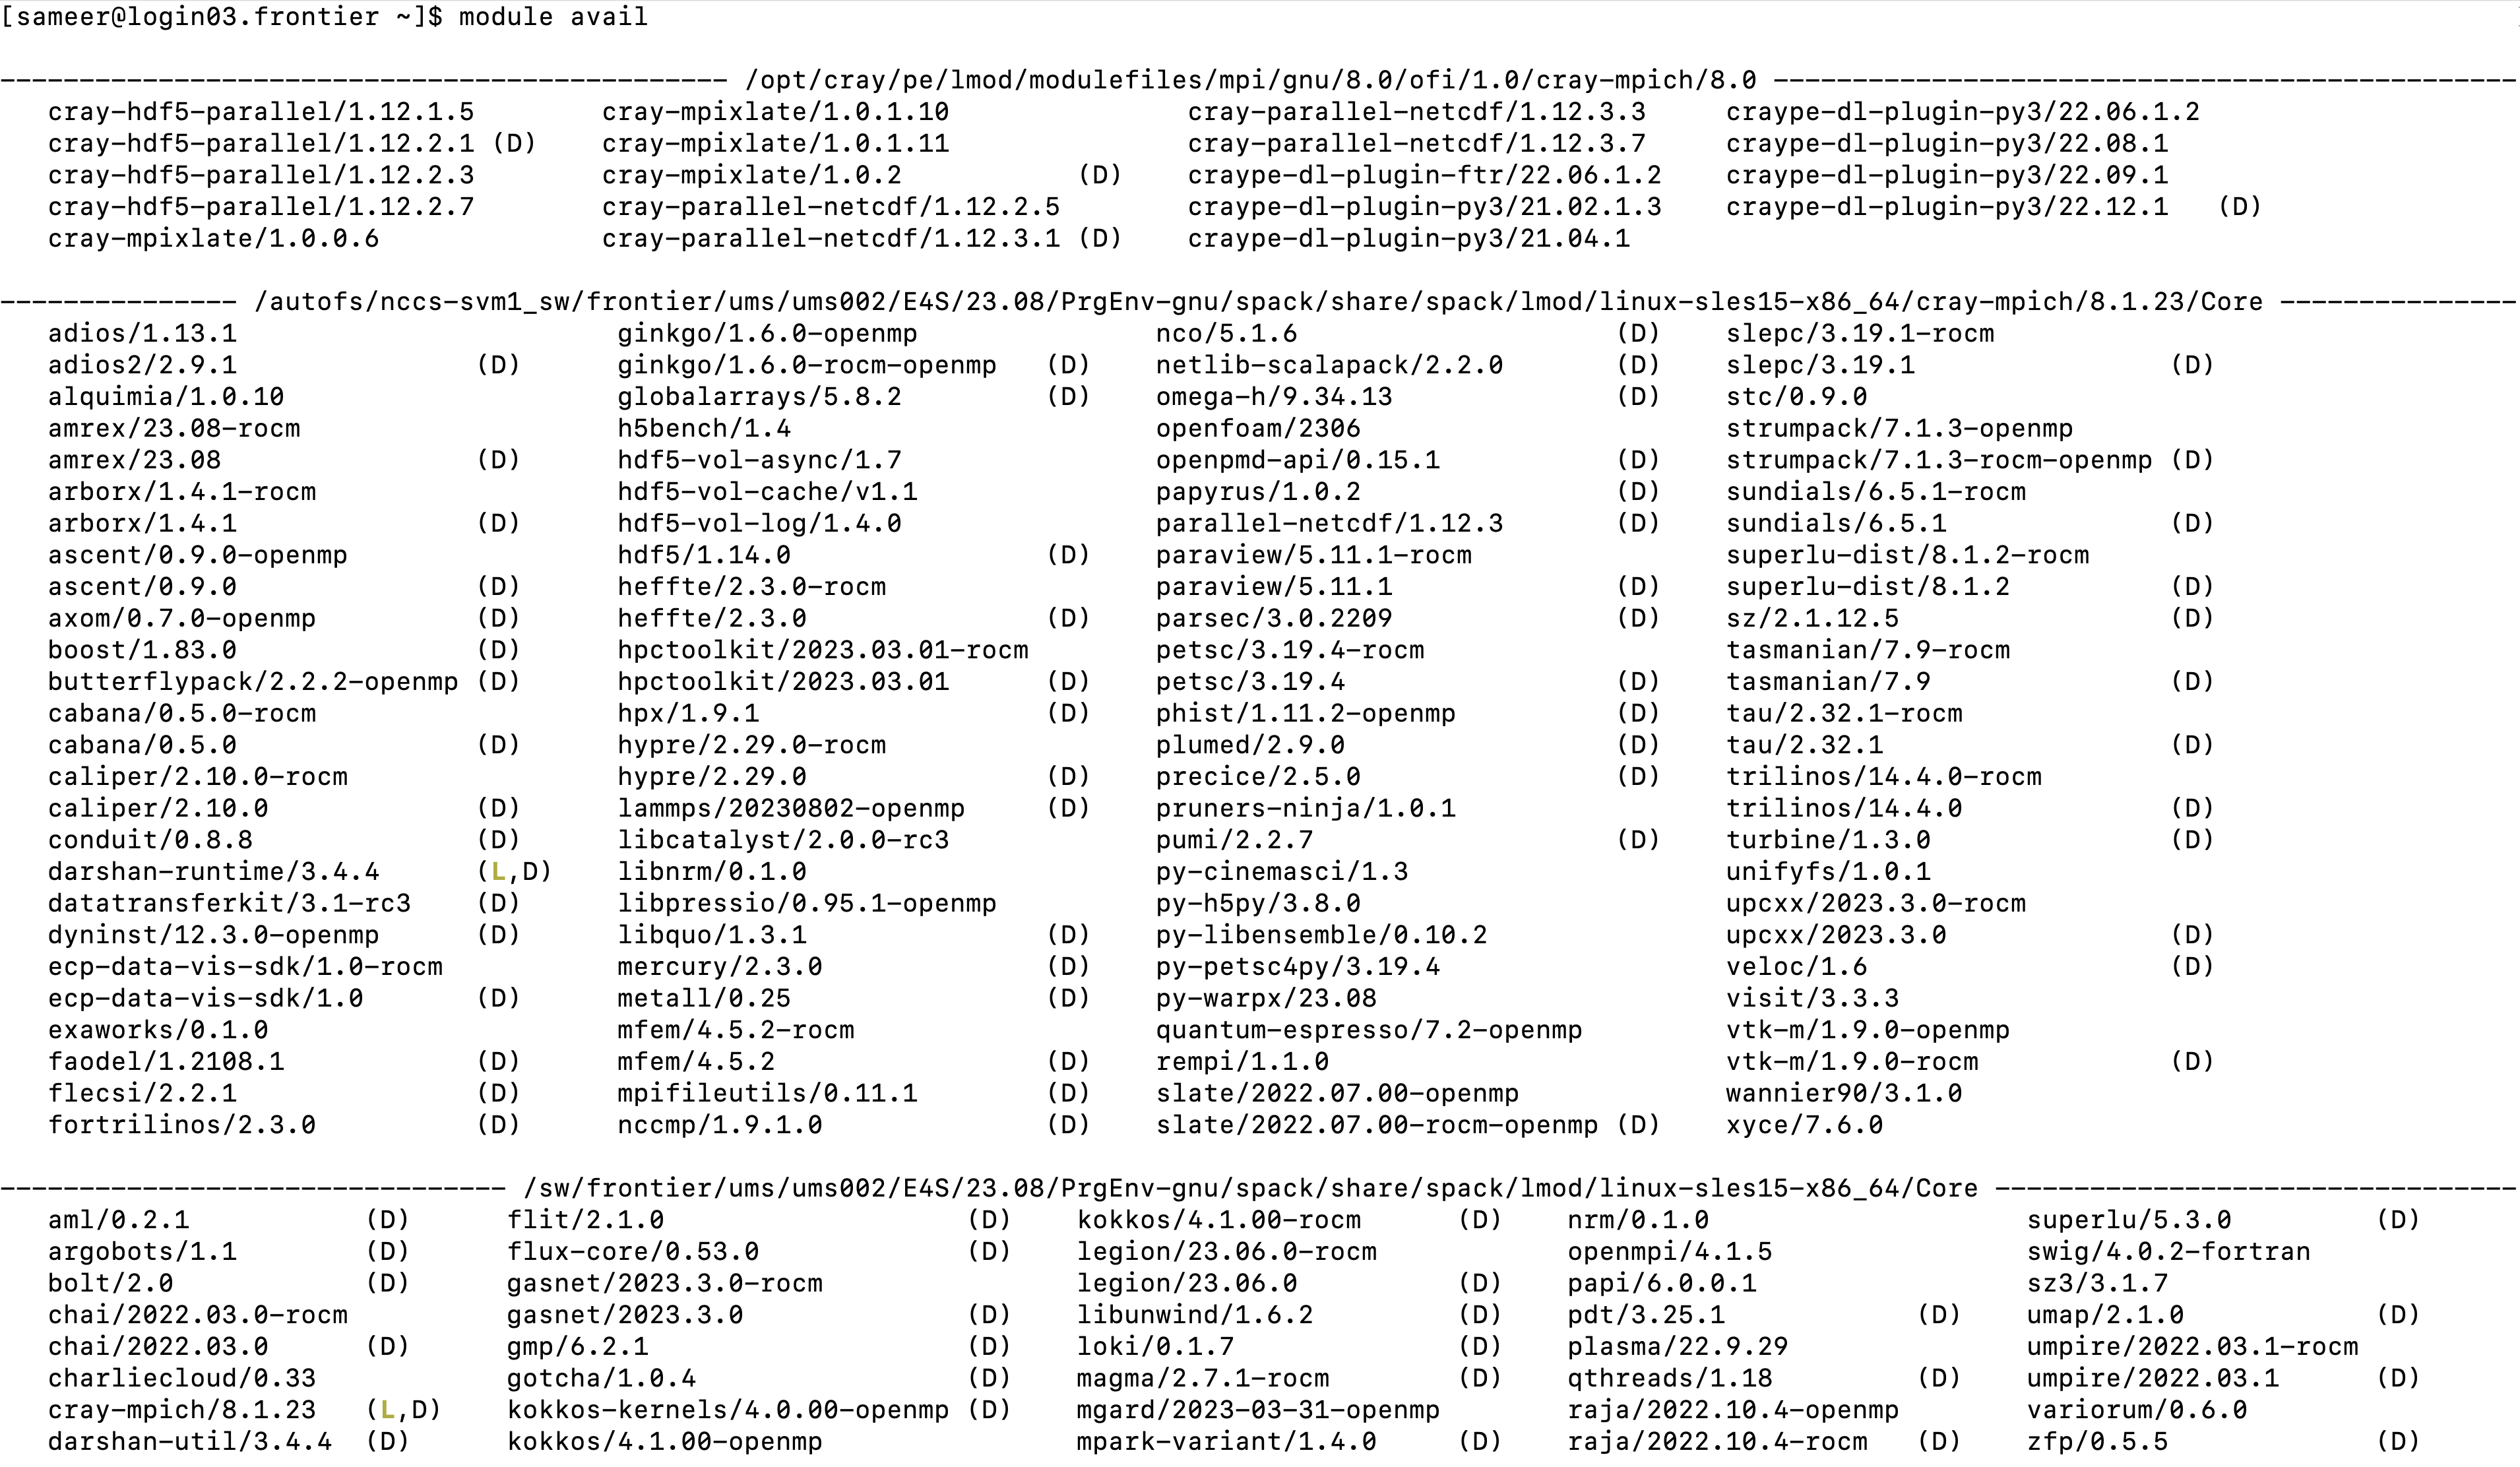 [sameer@login03.frontier ~]$ module avail
--------------------------------------------- /opt/cray/pe/lmod/modulefiles/mpi/gnu/8.0/ofi/1.0/cray-mpich/8.0 ----------------------------------------------
cray-hdf5-parallel/1.12.1.5 cray-mpixlate/1.0.1.10 cray-parallel-netcdf/1.12.3.3 craype-dl-plugin-py3/22.06.1.2
cray-hdf5-parallel/1.12.2.1 (D) cray-mpixlate/1.0.1.11 cray-parallel-netcdf/1.12.3.7 craype-dl-plugin-py3/22.08.1
cray-hdf5-parallel/1.12.2.3 cray-mpixlate/1.0.2 (D) craype-dl-plugin-ftr/22.06.1.2 craype-dl-plugin-py3/22.09.1
cray-hdf5-parallel/1.12.2.7 cray-parallel-netcdf/1.12.2.5 craype-dl-plugin-py3/21.02.1.3 craype-dl-plugin-py3/22.12.1 (D)
cray-mpixlate/1.0.0.6 cray-parallel-netcdf/1.12.3.1 (D) craype-dl-plugin-py3/21.04.1
--------------- /autofs/nccs-svm1_sw/frontier/ums/ums002/E4S/23.08/PrgEnv-gnu/spack/share/spack/lmod/linux-sles15-x86_64/cray-mpich/8.1.23/Core ---------------
adios/1.13.1 ginkgo/1.6.0-openmp nco/5.1.6 (D) slepc/3.19.1-rocm
adios2/2.9.1 (D) ginkgo/1.6.0-rocm-openmp (D) netlib-scalapack/2.2.0 (D) slepc/3.19.1 (D)
alquimia/1.0.10 globalarrays/5.8.2 (D) omega-h/9.34.13 (D) stc/0.9.0
amrex/23.08-rocm h5bench/1.4 openfoam/2306 strumpack/7.1.3-openmp
amrex/23.08 (D) hdf5-vol-async/1.7 openpmd-api/0.15.1 (D) strumpack/7.1.3-rocm-openmp (D)
arborx/1.4.1-rocm hdf5-vol-cache/v1.1 papyrus/1.0.2 (D) sundials/6.5.1-rocm
arborx/1.4.1 (D) hdf5-vol-log/1.4.0 parallel-netcdf/1.12.3 (D) sundials/6.5.1 (D)
ascent/0.9.0-openmp hdf5/1.14.0 (D) paraview/5.11.1-rocm superlu-dist/8.1.2-rocm
ascent/0.9.0 (D) heffte/2.3.0-rocm paraview/5.11.1 (D) superlu-dist/8.1.2 (D)
axom/0.7.0-openmp (D) heffte/2.3.0 (D) parsec/3.0.2209 (D) sz/2.1.12.5 (D)
boost/1.83.0 (D) hpctoolkit/2023.03.01-rocm petsc/3.19.4-rocm tasmanian/7.9-rocm
butterflypack/2.2.2-openmp (D) hpctoolkit/2023.03.01 (D) petsc/3.19.4 (D) tasmanian/7.9 (D)
cabana/0.5.0-rocm hpx/1.9.1 (D) phist/1.11.2-openmp (D) tau/2.32.1-rocm
cabana/0.5.0 (D) hypre/2.29.0-rocm plumed/2.9.0 (D) tau/2.32.1 (D)
caliper/2.10.0-rocm hypre/2.29.0 (D) precice/2.5.0 (D) trilinos/14.4.0-rocm
caliper/2.10.0 (D) lammps/20230802-openmp (D) pruners-ninja/1.0.1 trilinos/14.4.0 (D)
conduit/0.8.8 (D) libcatalyst/2.0.0-rc3 pumi/2.2.7 (D) turbine/1.3.0 (D)
darshan-runtime/3.4.4 (L,D) libnrm/0.1.0 py-cinemasci/1.3 unifyfs/1.0.1
datatransferkit/3.1-rc3 (D) libpressio/0.95.1-openmp py-h5py/3.8.0 upcxx/2023.3.0-rocm
dyninst/12.3.0-openmp (D) libquo/1.3.1 (D) py-libensemble/0.10.2 upcxx/2023.3.0 (D)
ecp-data-vis-sdk/1.0-rocm mercury/2.3.0 (D) py-petsc4py/3.19.4 veloc/1.6 (D)
ecp-data-vis-sdk/1.0 (D) metall/0.25 (D) py-warpx/23.08 visit/3.3.3
exaworks/0.1.0 mfem/4.5.2-rocm quantum-espresso/7.2-openmp vtk-m/1.9.0-openmp
faodel/1.2108.1 (D) mfem/4.5.2 (D) rempi/1.1.0 vtk-m/1.9.0-rocm (D)
flecsi/2.2.1 (D) mpifileutils/0.11.1 (D) slate/2022.07.00-openmp wannier90/3.1.0
fortrilinos/2.3.0 (D) nccmp/1.9.1.0 (D) slate/2022.07.00-rocm-openmp (D) xyce/7.6.0
-------------------------------- /sw/frontier/ums/ums002/E4S/23.08/PrgEnv-gnu/spack/share/spack/lmod/linux-sles15-x86_64/Core ---------------------------------
aml/0.2.1 (D) flit/2.1.0 (D) kokkos/4.1.00-rocm (D) nrm/0.1.0 superlu/5.3.0 (D)
argobots/1.1 (D) flux-core/0.53.0 (D) legion/23.06.0-rocm openmpi/4.1.5 swig/4.0.2-fortran
bolt/2.0 (D) gasnet/2023.3.0-rocm legion/23.06.0 (D) papi/6.0.0.1 sz3/3.1.7
chai/2022.03.0-rocm gasnet/2023.3.0 (D) libunwind/1.6.2 (D) pdt/3.25.1 (D) umap/2.1.0 (D)
chai/2022.03.0 (D) gmp/6.2.1 (D) loki/0.1.7 (D) plasma/22.9.29 umpire/2022.03.1-rocm
charliecloud/0.33 gotcha/1.0.4 (D) magma/2.7.1-rocm (D) qthreads/1.18 (D) umpire/2022.03.1 (D)
cray-mpich/8.1.23 (L,D) kokkos-kernels/4.0.00-openmp (D) mgard/2023-03-31-openmp raja/2022.10.4-openmp variorum/0.6.0
darshan-util/3.4.4 (D) kokkos/4.1.00-openmp mpark-variant/1.4.0 (D) raja/2022.10.4-rocm (D) zfp/0.5.5 (D)